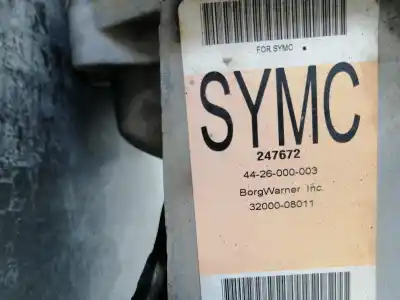 FOR SYMC
SYMC
247672
44-26-000-003
BorgWarner Inc.
32000-08011